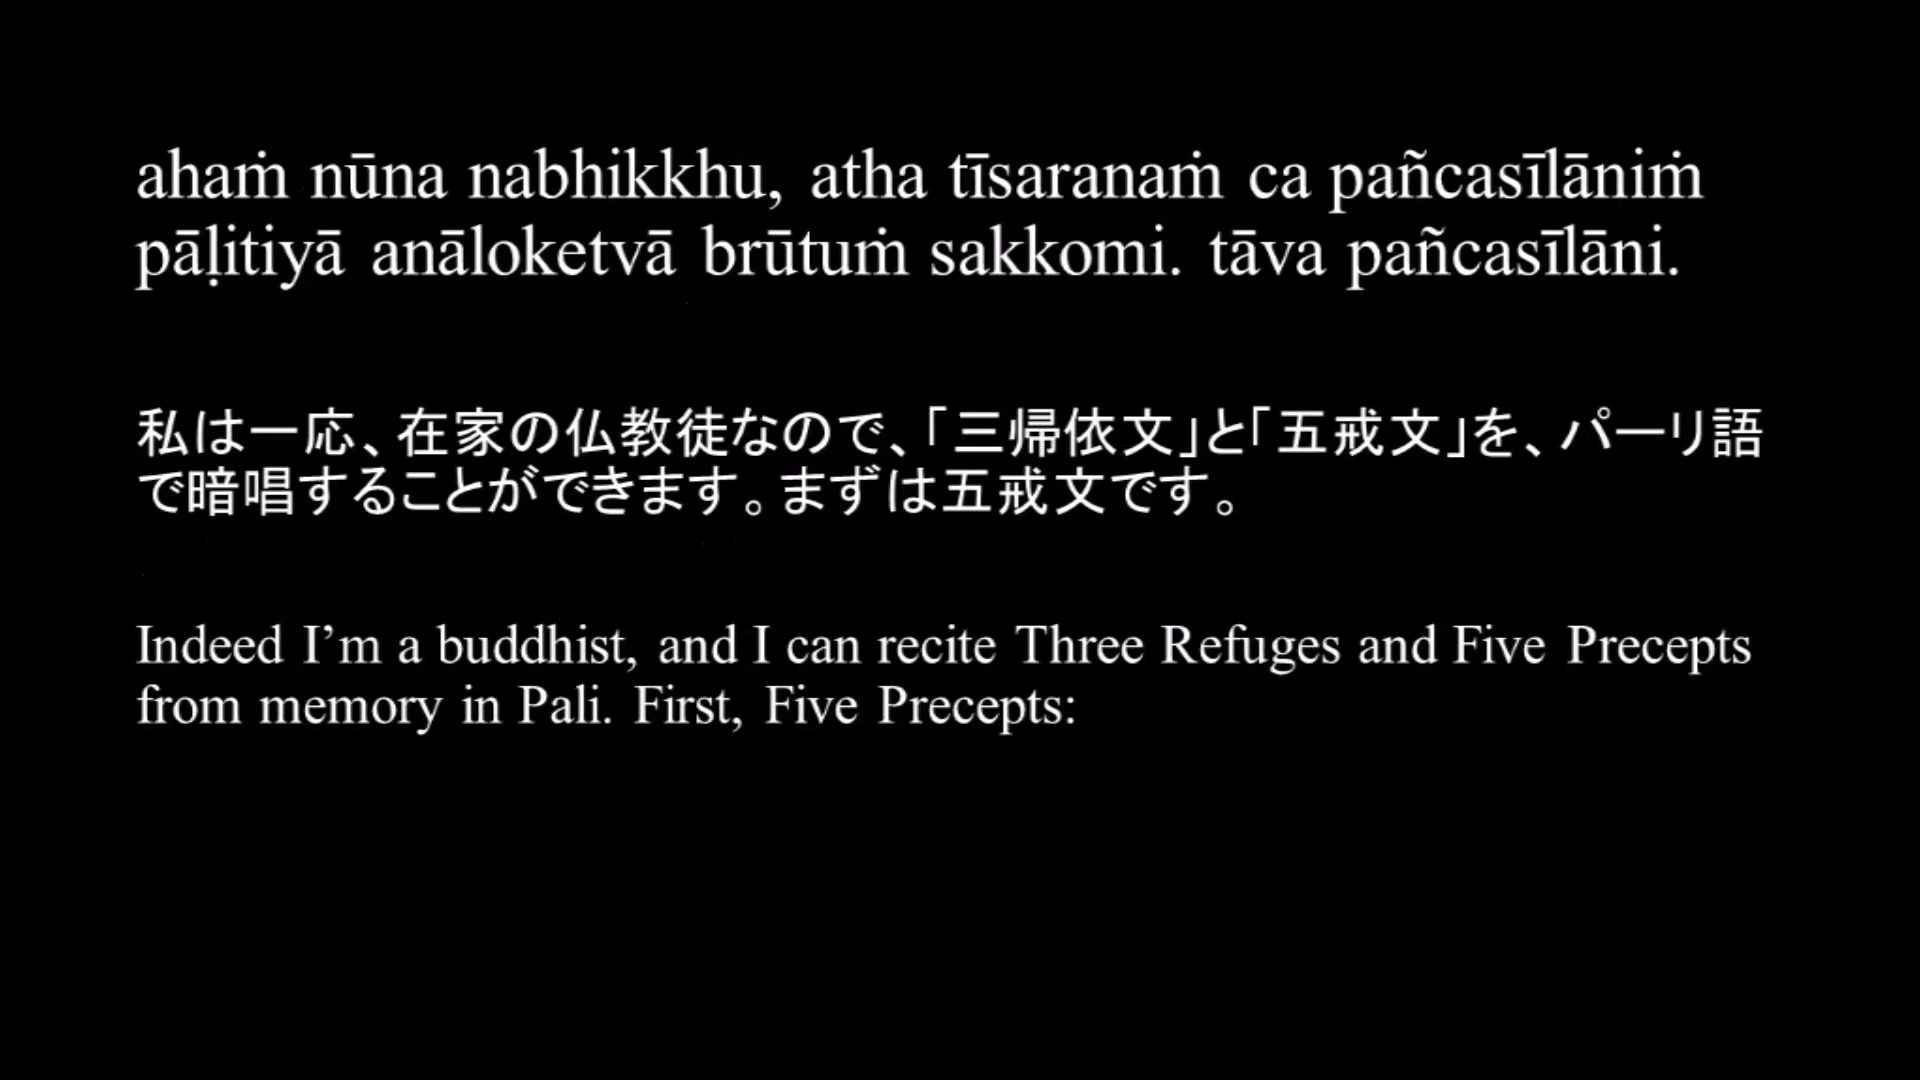 ahaṁ nūna nabhikkhu, atha tīsaranaṁ ca pañcasīlāniṁ
pāḷitiyā anāloketvā brūtuṁ sakkomi. tāva pañcasīlāni.
私は一応、在家の仏教徒なので、「三帰依文」と「五戒文」を、パーリ語
で暗唱することができます。まずは五戒文です。
Indeed I’m a buddhist, and I can recite Three Refuges and Five Precepts
from memory in Pali. First, Five Precepts: